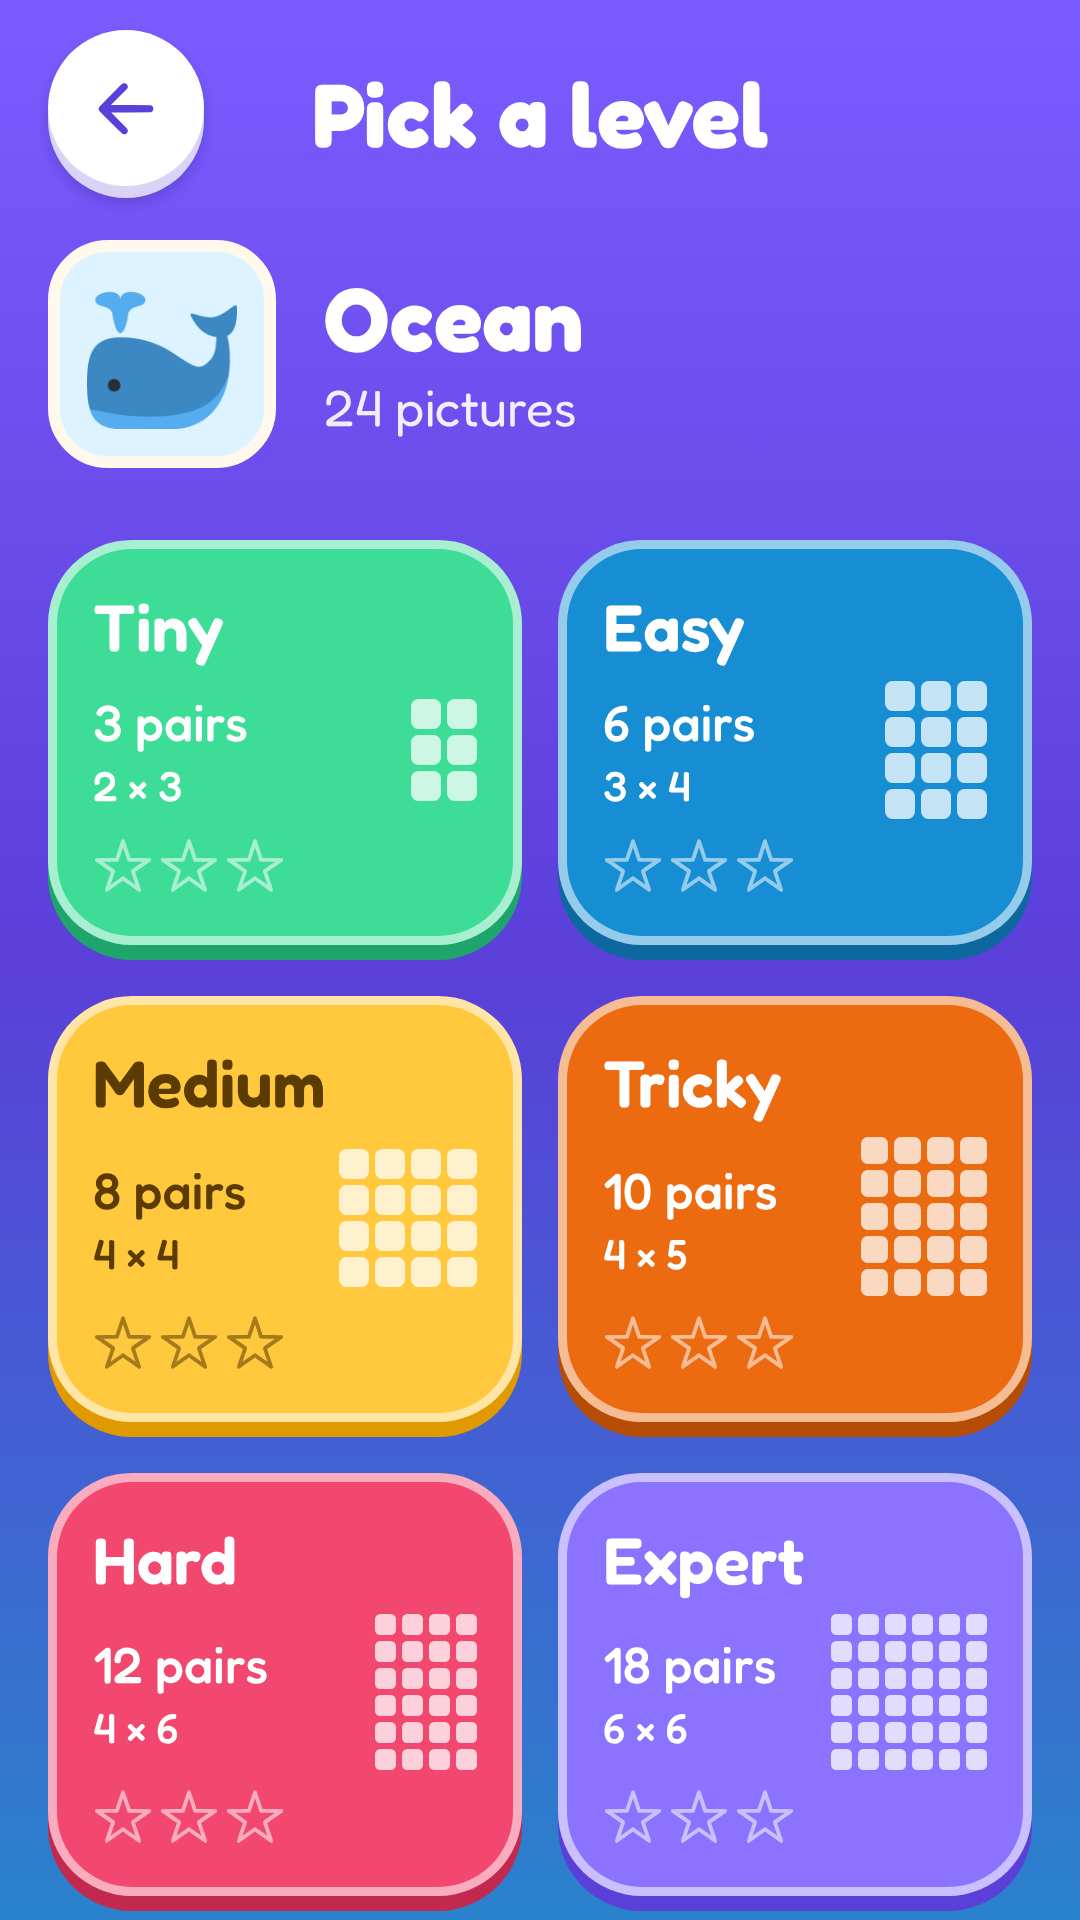 Pick a level
Ocean
24 pictures
Tiny
3 pairs
2 × 3
Easy
6 pairs
3 × 4
Medium
8 pairs
4 × 4
Tricky
10 pairs
4 × 5
Hard
12 pairs
4 × 6
Expert
18 pairs
6 × 6